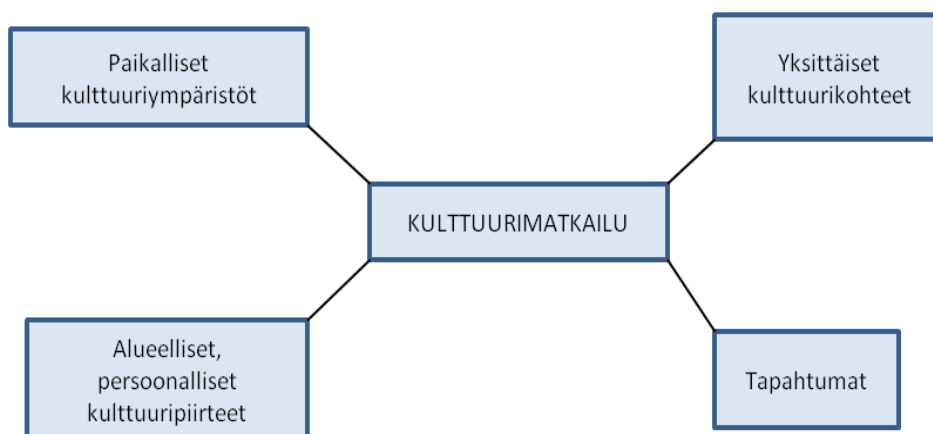 Paikalliset
kulttuuriympäristöt
Yksittäiset
kulttuurikohteet
KULTTUURIMATKAILU
Alueelliset,
persoonalliset
kulttuuripiirteet
Tapahtumat